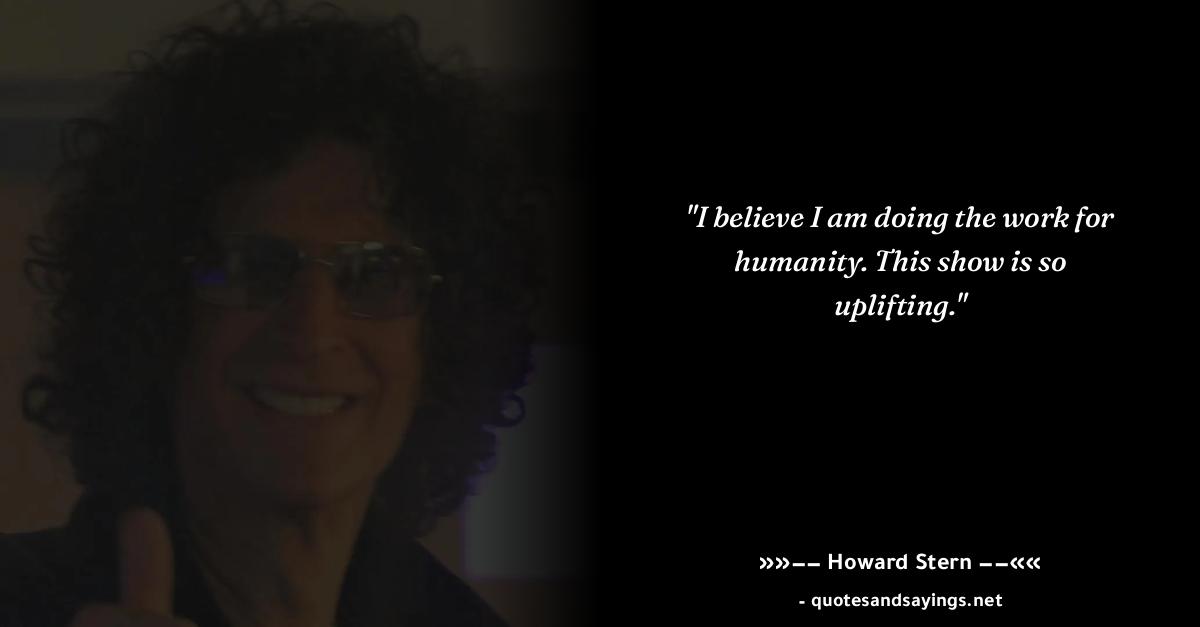 "I believe I am doing the work for
humanity. This show is so
uplifting."
»»−− Howard Stern −−««
- quotesandsayings.net